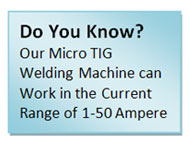 Do You Know?
Our Micro TIG
Welding Machine can
Work in the Current
Range of 1-50 Ampere